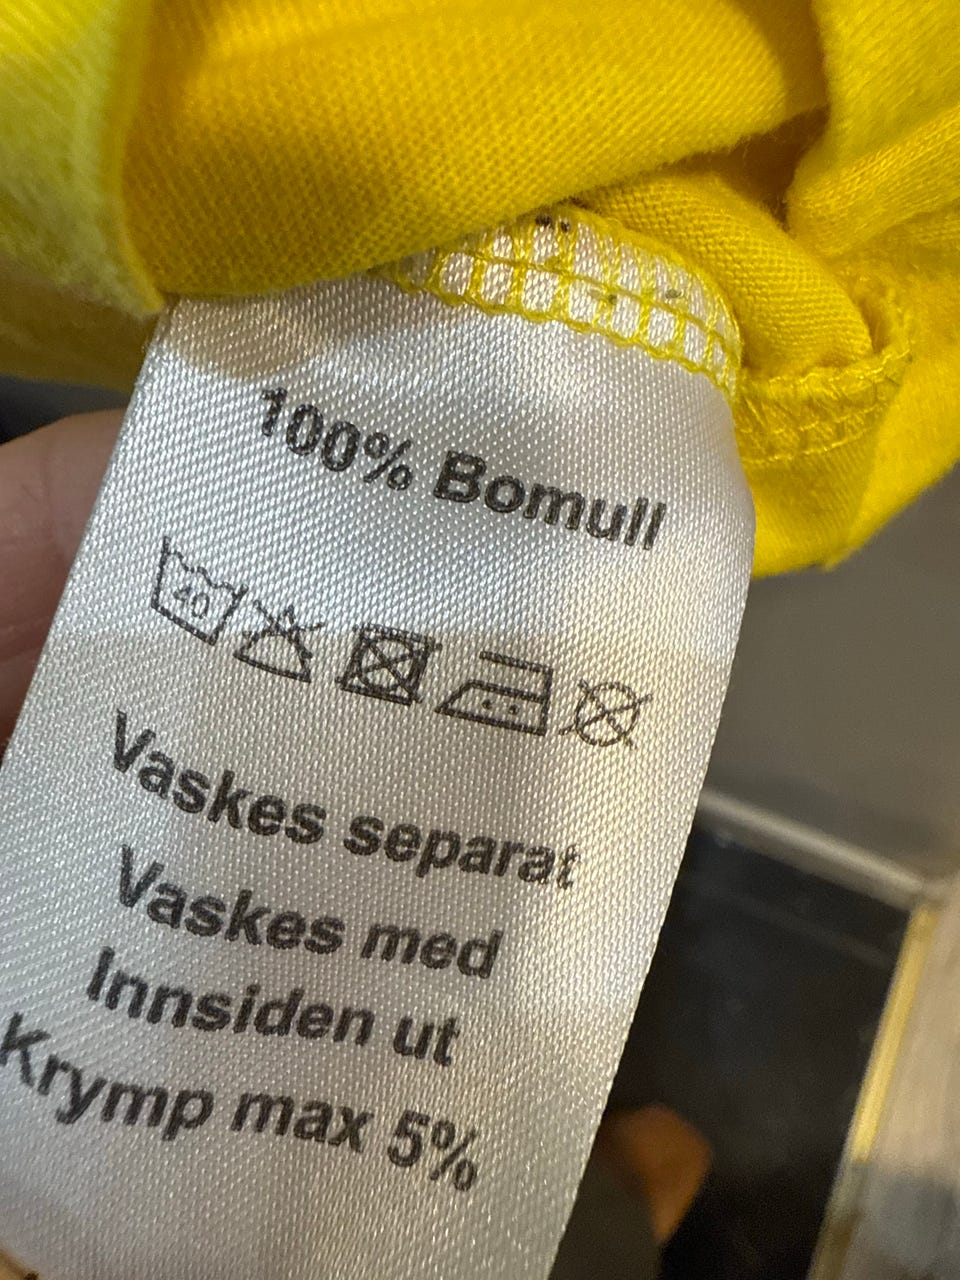 100% Bomull
40
Vaskes separat
Vaskes med
Innsiden ut
Krymp max 5%